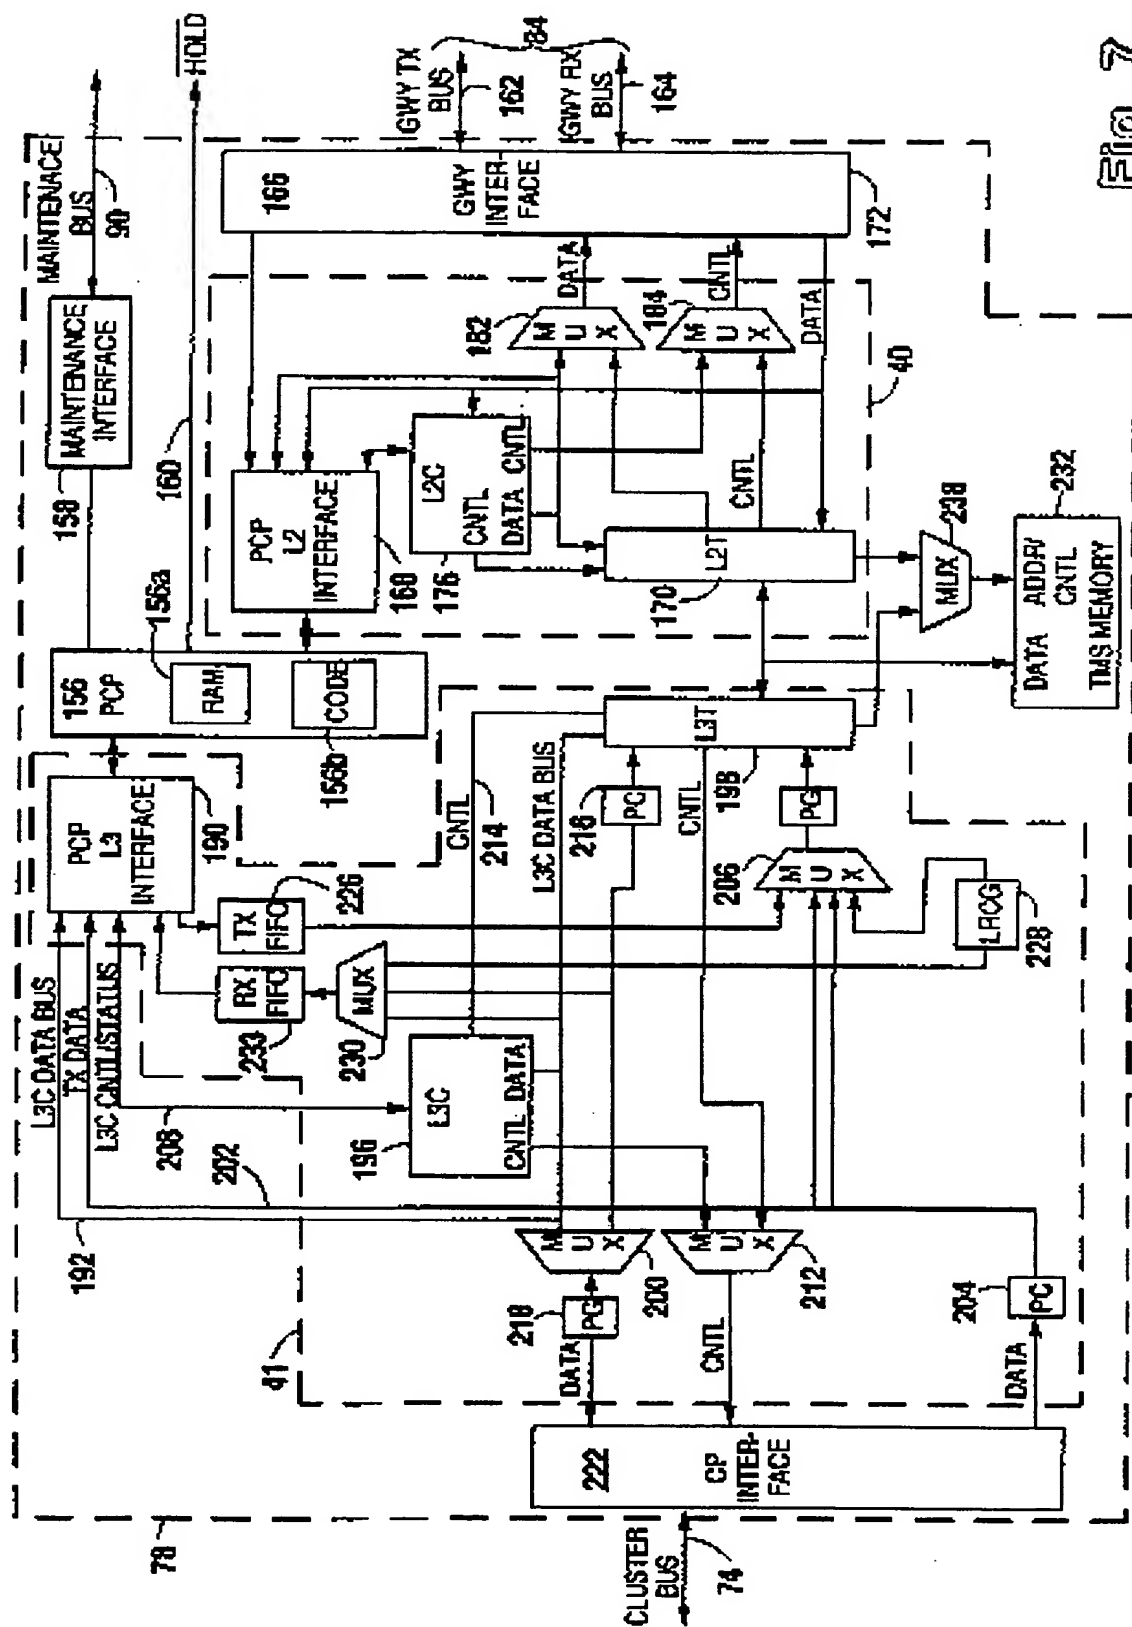 MAINTENACE
BUS
90
HOLD
MAINTENANCE
INTERFACE
158
160
GWY TX
BUS
162
84
GWY RX
BUS
164
166
GWY
INTER-
FACE
172
156
PCP
156a
RAM
CODE
156b
PCP
L2
INTERFACE
168
L2C
CNTL
DATA CNTL
176
182
M
U
X
DATA
184
M
U
X
CNTL
DATA
40
L2T
170
CNTL
MUX
238
DATA
ADDR/
CNTL
TMS MEMORY
232
PCP
L3
INTERFACE
190
L3C DATA BUS
TX DATA
L3C CNTL/STATUS
TX
FIFO
226
RX
FIFO
233
MUX
230
CNTL
214
L3C DATA BUS
216
PC
CNTL
L3T
198
PG
206
M
U
X
LRCG
228
L3C
CNTL DATA
196
208
202
192
41
M
U
X
200
218
PG
DATA
M
U
X
212
CNTL
204
PC
DATA
222
CP
INTER-
FACE
78
CLUSTER
BUS
74
Fig. 7